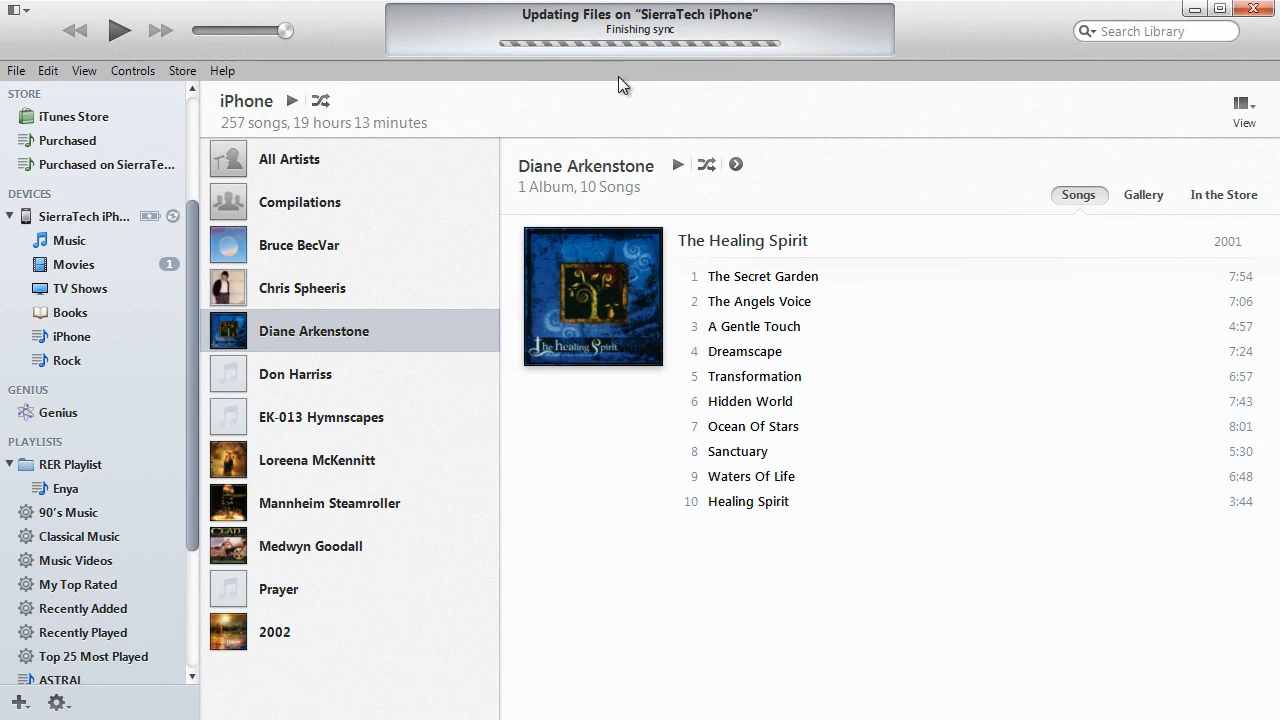 Updating Files on “SierraTech iPhone”
Finishing sync
Search Library
File Edit View Controls Store Help
STORE
iTunes Store
Purchased
Purchased on SierraTe...
DEVICES
SierraTech iPh...
Music
Movies 1
TV Shows
Books
iPhone
Rock
GENIUS
Genius
PLAYLISTS
RER Playlist
Enya
90's Music
Classical Music
Music Videos
My Top Rated
Recently Added
Recently Played
Top 25 Most Played
ASTRAL
iPhone
257 songs, 19 hours 13 minutes
View
All Artists
Compilations
Bruce BecVar
Chris Spheeris
Diane Arkenstone
Don Harriss
EK-013 Hymnscapes
Loreena McKennitt
Mannheim Steamroller
Medwyn Goodall
Prayer
2002
Diane Arkenstone
1 Album, 10 Songs
Songs Gallery In the Store
The Healing Spirit
The Healing Spirit 2001
1 The Secret Garden 7:54
2 The Angels Voice 7:06
3 A Gentle Touch 4:57
4 Dreamscape 7:24
5 Transformation 6:57
6 Hidden World 7:43
7 Ocean Of Stars 8:01
8 Sanctuary 5:30
9 Waters Of Life 6:48
10 Healing Spirit 3:44